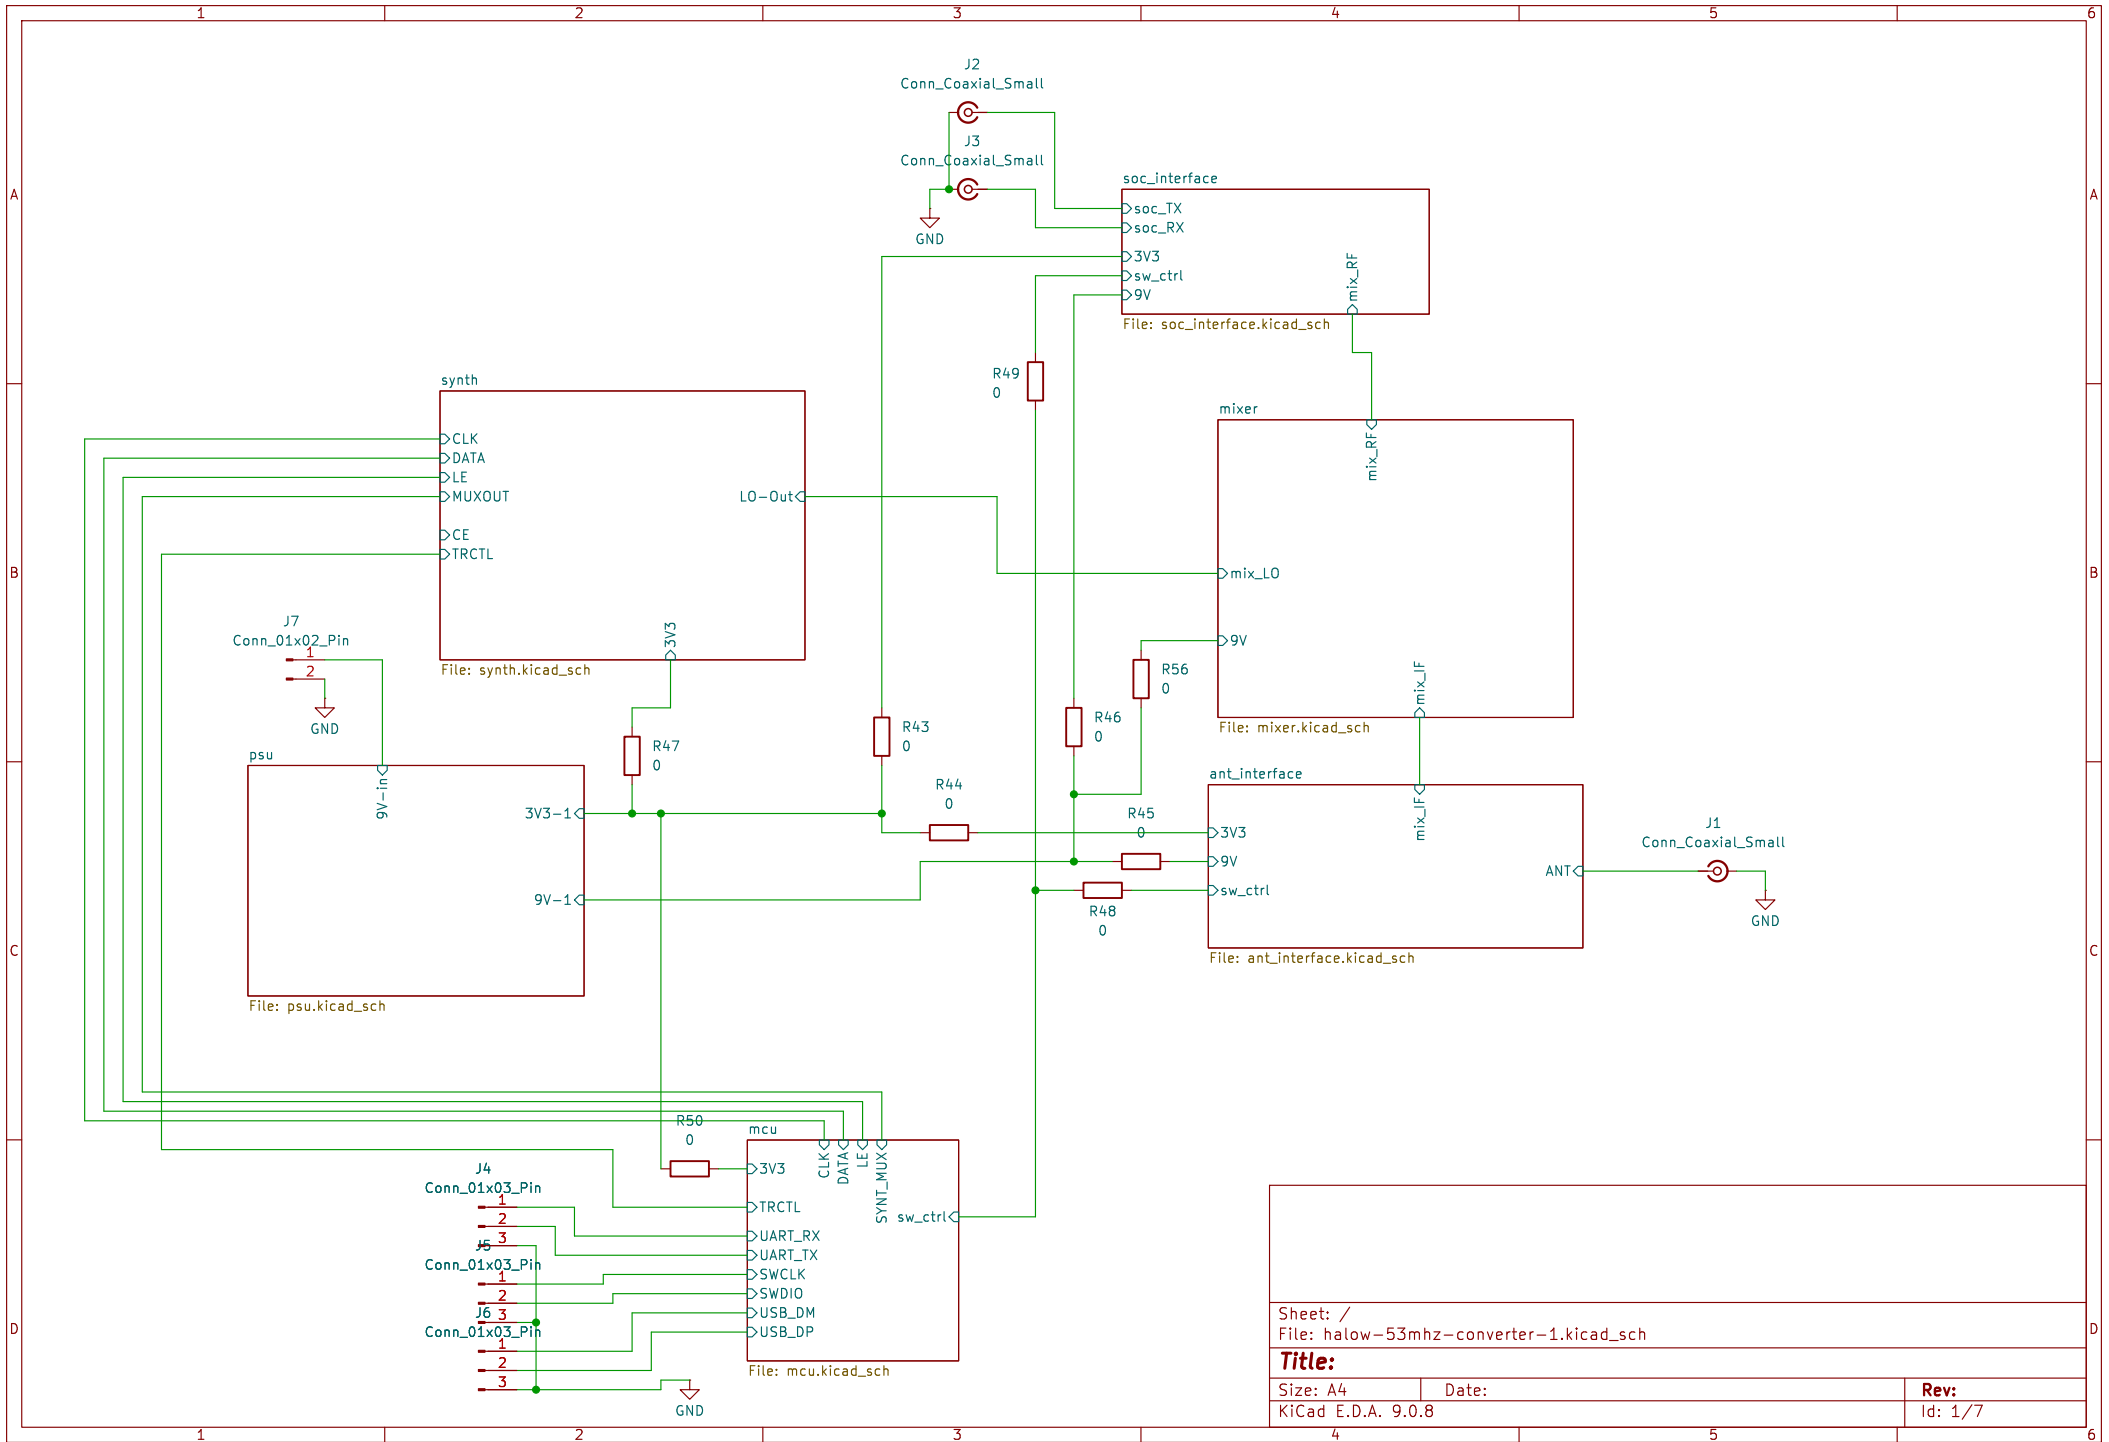 1 2 3 4 5 6
A
B
C
D
A
B
C
D
1 2 3 4 5 6
J2
Conn_Coaxial_Small
J3
Conn_Coaxial_Small
GND
soc_interface
soc_TX
soc_RX
3V3
sw_ctrl
9V
mix_RF
File: soc_interface.kicad_sch
R49
0
synth
CLK
DATA
LE
MUXOUT
CE
TRCTL
LO-Out
3V3
File: synth.kicad_sch
mixer
mix_RF
mix_LO
9V
mix_IF
File: mixer.kicad_sch
J7
Conn_01x02_Pin
1
2
GND
R47
0
R43
0
R46
0
R56
0
R44
0
R45
0
R48
0
psu
9V-in
3V3-1
9V-1
File: psu.kicad_sch
ant_interface
mix_IF
3V3
9V
sw_ctrl
ANT
File: ant_interface.kicad_sch
J1
Conn_Coaxial_Small
GND
R50
0
mcu
3V3
CLK
DATA
LE
SYNT_MUX
TRCTL
sw_ctrl
UART_RX
UART_TX
SWCLK
SWDIO
USB_DM
USB_DP
File: mcu.kicad_sch
J4
Conn_01x03_Pin
1
2
3
J5
Conn_01x03_Pin
1
2
3
J6
Conn_01x03_Pin
1
2
3
GND
Sheet: /
File: halow-53mhz-converter-1.kicad_sch
Title:
Size: A4 Date: Rev:
KiCad E.D.A. 9.0.8 Id: 1/7